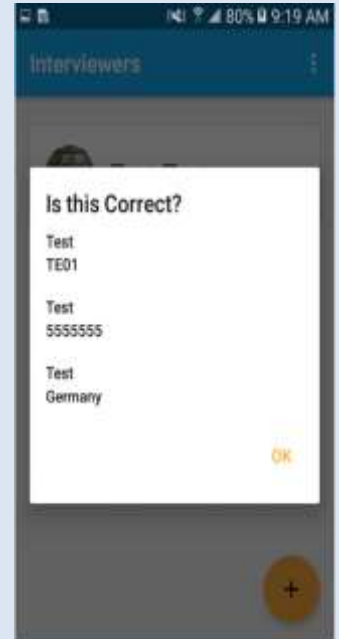 80% 9:19 AM
Interviewers
Is this Correct?
Test
TE01
Test
5555555
Test
Germany
OK
+